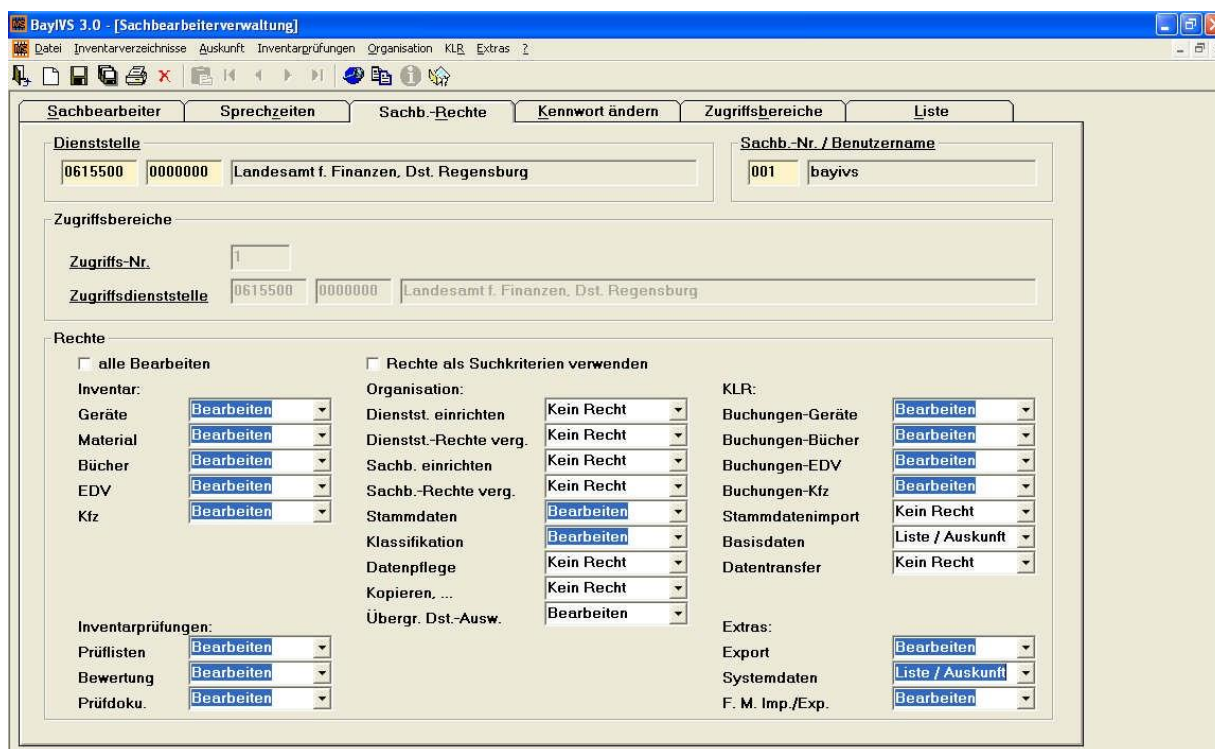 BayIVS 3.0 - [Sachbearbeiterverwaltung]
Datei Inventarverzeichnisse Auskunft Inventarprüfungen Organisation KLR Extras ?
Sachbearbeiter Sprechzeiten Sachb.-Rechte Kennwort ändern Zugriffsbereiche Liste
Dienststelle Sachb.-Nr. / Benutzername
0615500 0000000 Landesamt f. Finanzen, Dst. Regensburg 001 bayivs
Zugriffsbereiche
Zugriffs-Nr. 1
Zugriffsdienststelle 0615500 0000000 Landesamt f. Finanzen, Dst. Regensburg
Rechte
alle Bearbeiten Rechte als Suchkriterien verwenden
Inventar: Organisation: KLR:
Geräte Bearbeiten Dienstst. einrichten Kein Recht Buchungen-Geräte Bearbeiten
Material Bearbeiten Dienstst.-Rechte verg. Kein Recht Buchungen-Bücher Bearbeiten
Bücher Bearbeiten Sachb. einrichten Kein Recht Buchungen-EDV Bearbeiten
EDV Bearbeiten Sachb.-Rechte verg. Kein Recht Buchungen-Kfz Bearbeiten
Kfz Bearbeiten Stammdaten Bearbeiten Stammdatenimport Kein Recht
Klassifikation Bearbeiten Basisdaten Liste / Auskunft
Datenpflege Kein Recht Datentransfer Kein Recht
Kopieren, ... Kein Recht
Übergr. Dst.-Ausw. Bearbeiten
Inventarprüfungen: Extras:
Prüflisten Bearbeiten Export Bearbeiten
Bewertung Bearbeiten Systemdaten Liste / Auskunft
Prüfdoku. Bearbeiten F. M. Imp./Exp. Bearbeiten